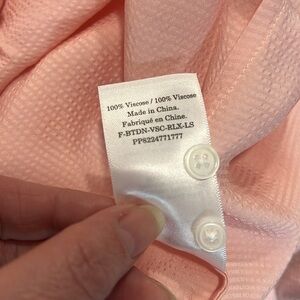 100% Viscose / 100% Viscose
Made in China.
Fabriqué en Chine.
F-BTDN-VSC-RLX-LS
PP8224771777